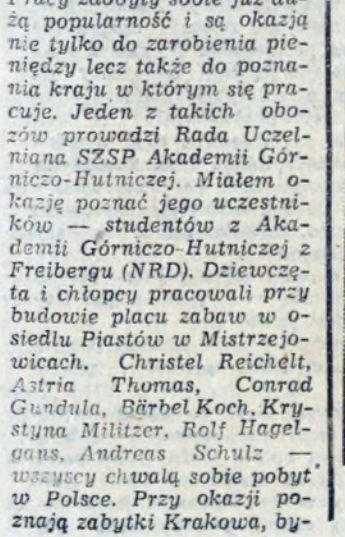 Pracy zdobyły sobie już du-
żą popularność i są okazją
nie tylko do zarobienia pie-
niędzy lecz także do pozna-
nia kraju w którym się pra-
cuje. Jeden z takich obo-
zów prowadzi Rada Uczel-
niana SZSP Akademii Gór-
niczo-Hutniczej. Miałem o-
kazję poznać jego uczestni-
ków — studentów z Aka-
demii Górniczo-Hutniczej z
Freibergu (NRD). Dziewczę-
ta i chłopcy pracowali przy
budowie placu zabaw w o-
siedlu Piastów w Mistrzejo-
wicach. Christel Reichelt,
Astria Thomas, Conrad
Gundula, Bärbel Koch, Kry-
styna Militzer, Rolf Hagel-
gans, Andreas Schulz —
wszyscy chwalą sobie pobyt
w Polsce. Przy okazji po-
znają zabytki Krakowa, by-